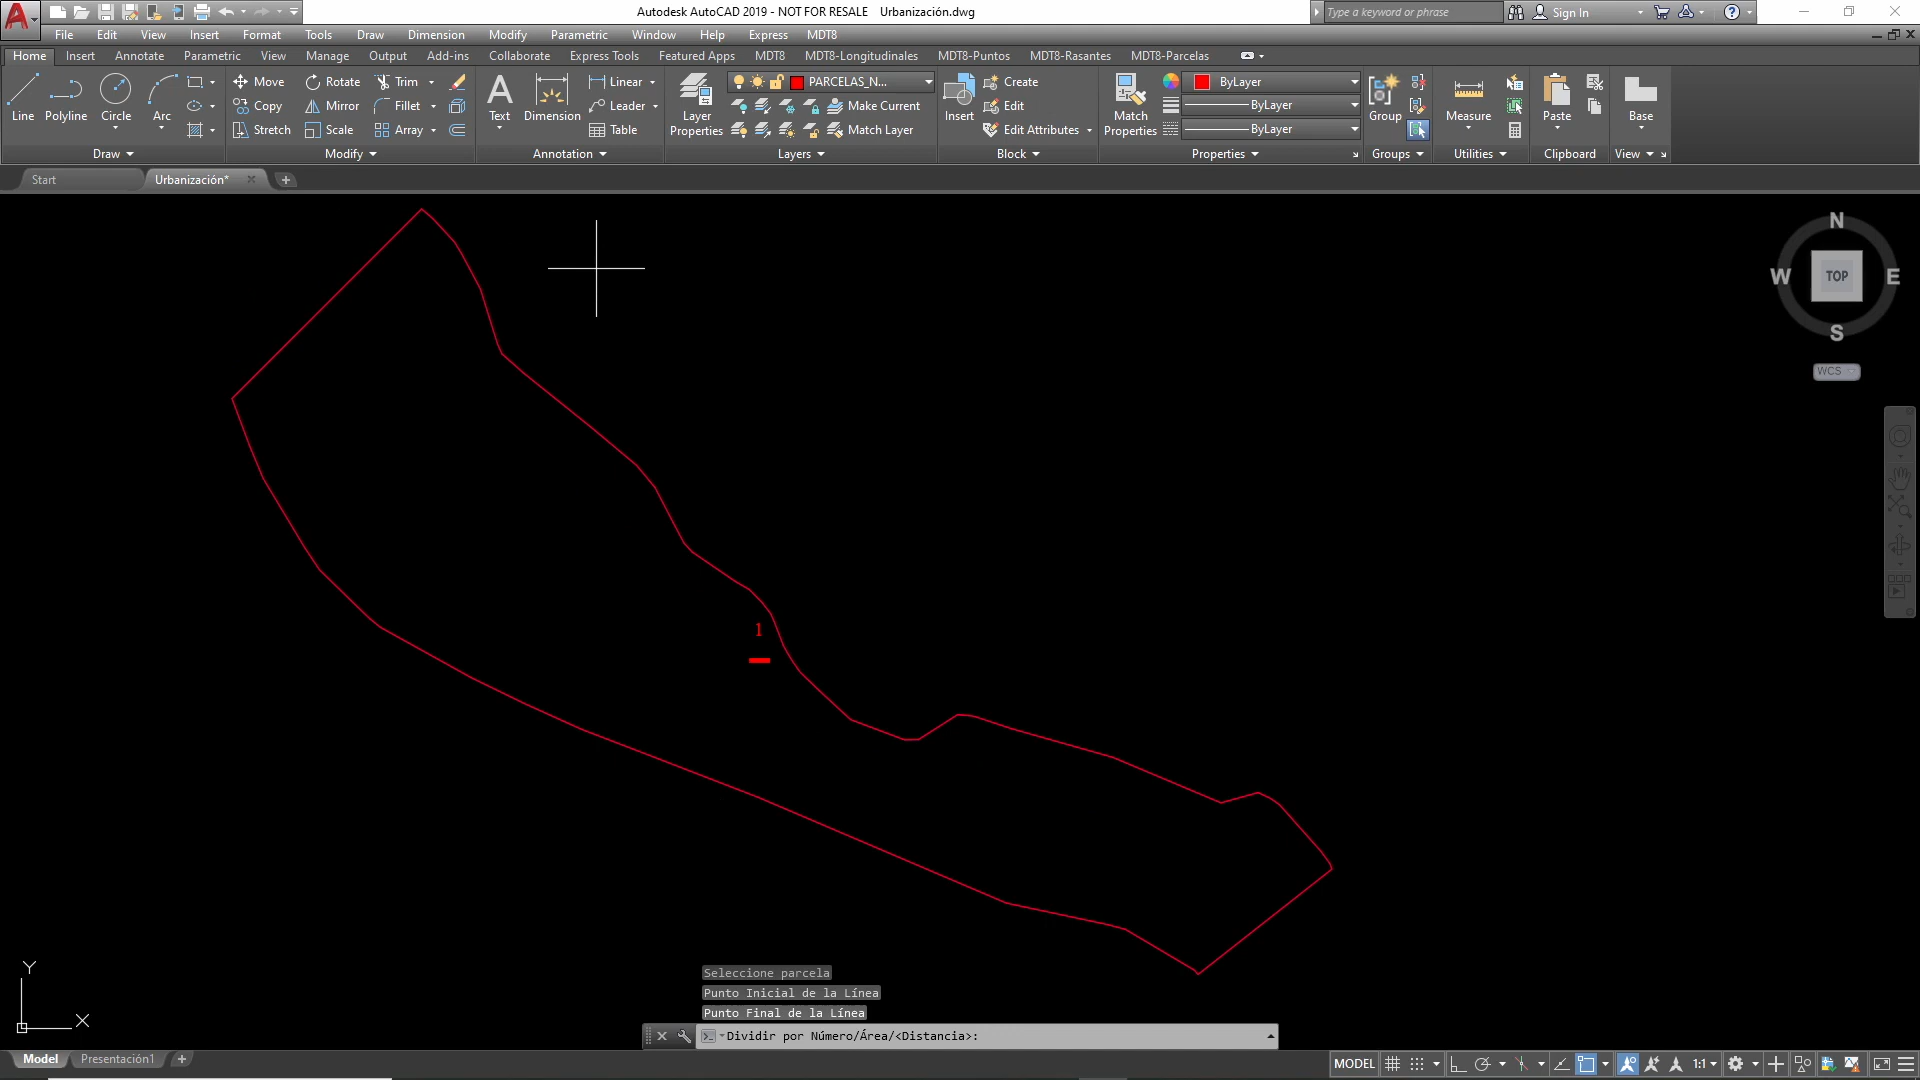 Autodesk AutoCAD 2019 - NOT FOR RESALE Urbanización.dwg
Type a keyword or phrase
Sign In
File Edit View Insert Format Tools Draw Dimension Modify Parametric Window Help Express MDT8
Home Insert Annotate Parametric View Manage Output Add-ins Collaborate Express Tools Featured Apps MDT8 MDT8-Longitudinales MDT8-Puntos MDT8-Rasantes MDT8-Parcelas
Line Polyline Circle Arc
Move Rotate Trim
Copy Mirror Fillet
Stretch Scale Array
Text Dimension
Linear
Leader
Table
Layer Properties
PARCELAS_N...
Make Current
Match Layer
Insert
Create
Edit
Edit Attributes
Match Properties
ByLayer
ByLayer
ByLayer
Group
Measure
Paste
Base
Draw Modify Annotation Layers Block Properties Groups Utilities Clipboard View
Start Urbanización*
N
W TOP E
S
WCS
1
Y
X
Seleccione parcela
Punto Inicial de la Línea
Punto Final de la Línea
Dividir por Número/Área/<Distancia>:
Model Presentación1
MODEL 1:1